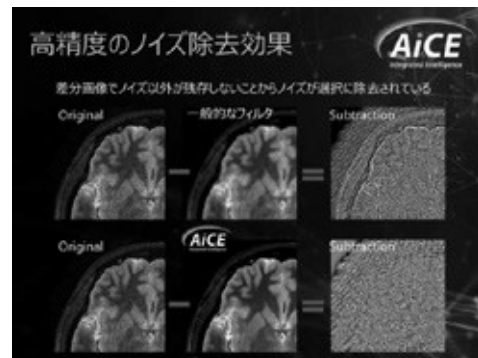 高精度のノイズ除去効果
AiCE
Integrated Intelligence
差分画像でノイズ以外が残存しないことからノイズが選択に除去されている
Original
一般的なフィルタ
Subtraction
Original
AiCE
Subtraction